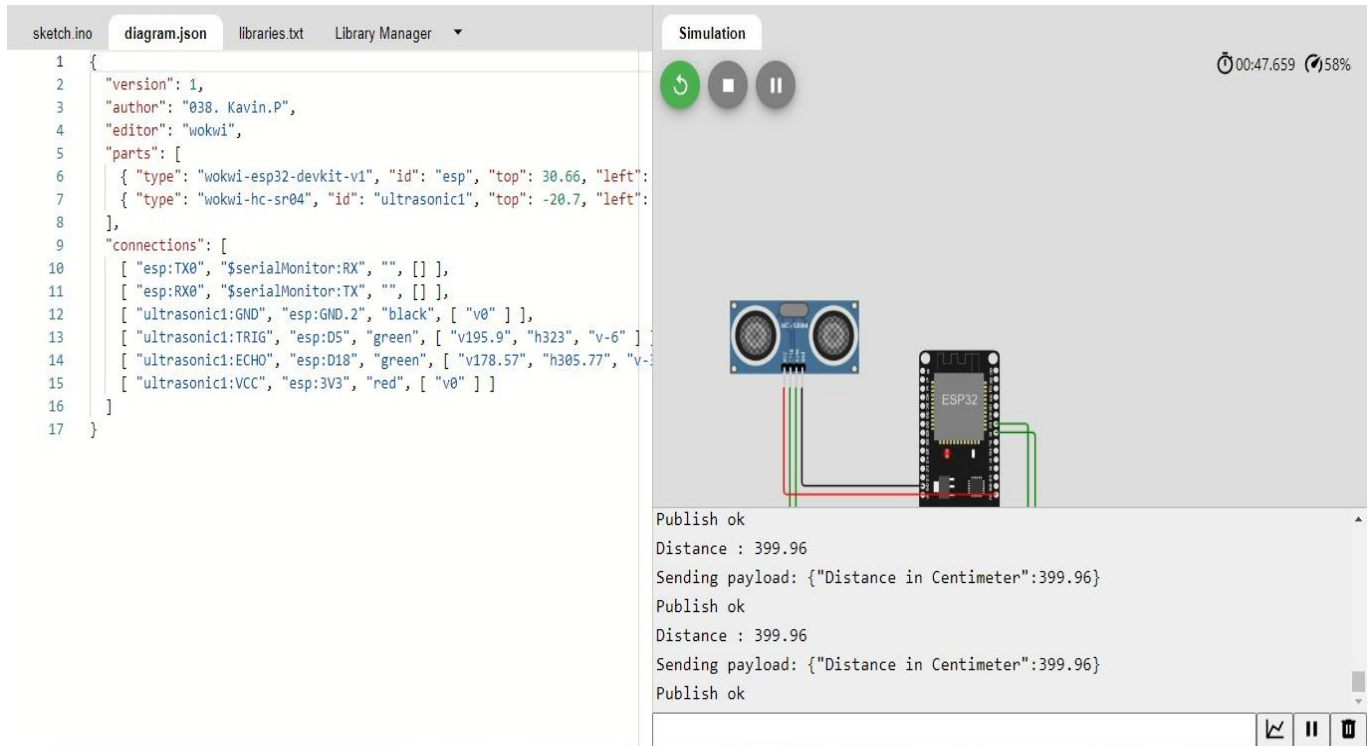 sketch.ino diagram.json libraries.txt Library Manager
1 {
2 "version": 1,
3 "author": "038. Kavin.P",
4 "editor": "wokwi",
5 "parts": [
6 { "type": "wokwi-esp32-devkit-v1", "id": "esp", "top": 30.66, "left":
7 { "type": "wokwi-hc-sr04", "id": "ultrasonic1", "top": -20.7, "left":
8 ],
9 "connections": [
10 [ "esp:TX0", "$serialMonitor:RX", "", [] ],
11 [ "esp:RX0", "$serialMonitor:TX", "", [] ],
12 [ "ultrasonic1:GND", "esp:GND.2", "black", [ "v0" ] ],
13 [ "ultrasonic1:TRIG", "esp:D5", "green", [ "v195.9", "h323", "v-6" ]
14 [ "ultrasonic1:ECHO", "esp:D18", "green", [ "v178.57", "h305.77", "v-
15 [ "ultrasonic1:VCC", "esp:3V3", "red", [ "v0" ] ]
16 ]
17 }
Simulation
00:47.659 58%
HC-SR04
ESP32
Publish ok
Distance : 399.96
Sending payload: {"Distance in Centimeter":399.96}
Publish ok
Distance : 399.96
Sending payload: {"Distance in Centimeter":399.96}
Publish ok